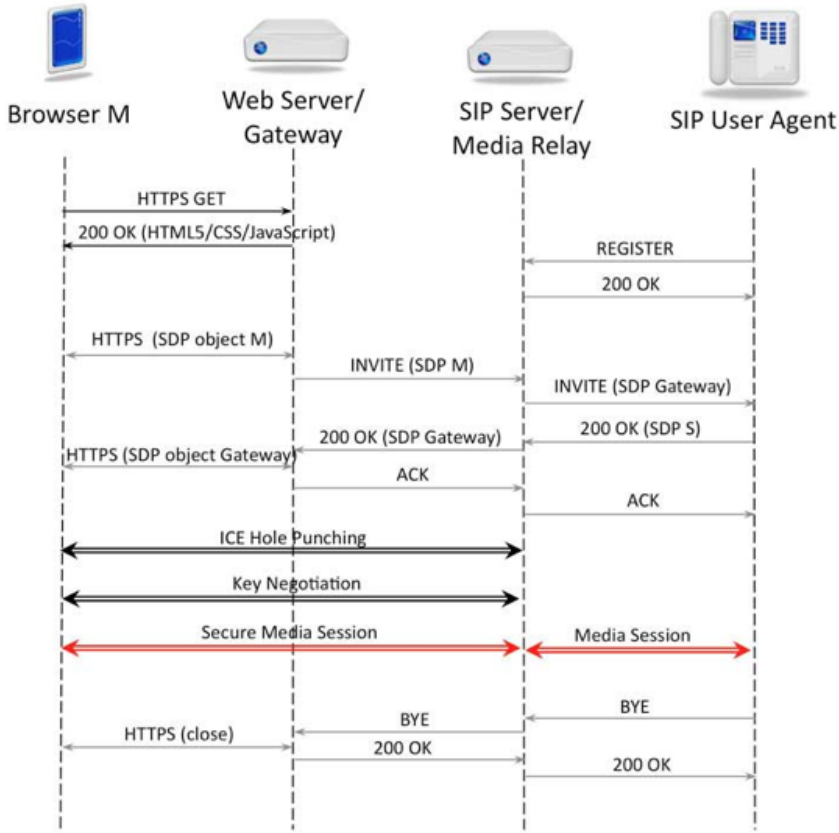 Browser M
Web Server/
Gateway
SIP Server/
Media Relay
SIP User Agent
HTTPS GET
200 OK (HTML5/CSS/JavaScript)
REGISTER
200 OK
HTTPS (SDP object M)
INVITE (SDP M)
INVITE (SDP Gateway)
200 OK (SDP S)
200 OK (SDP Gateway)
HTTPS (SDP object Gateway)
ACK
ACK
ICE Hole Punching
Key Negotiation
Secure Media Session
Media Session
BYE
BYE
HTTPS (close)
200 OK
200 OK